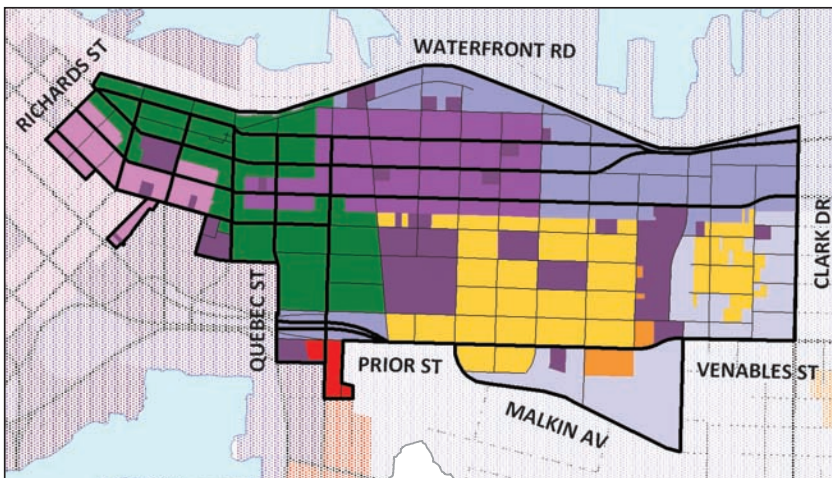 WATERFRONT RD
RICHARDS ST
CLARK DR
QUEBEC ST
PRIOR ST
VENABLES ST
MALKIN AV